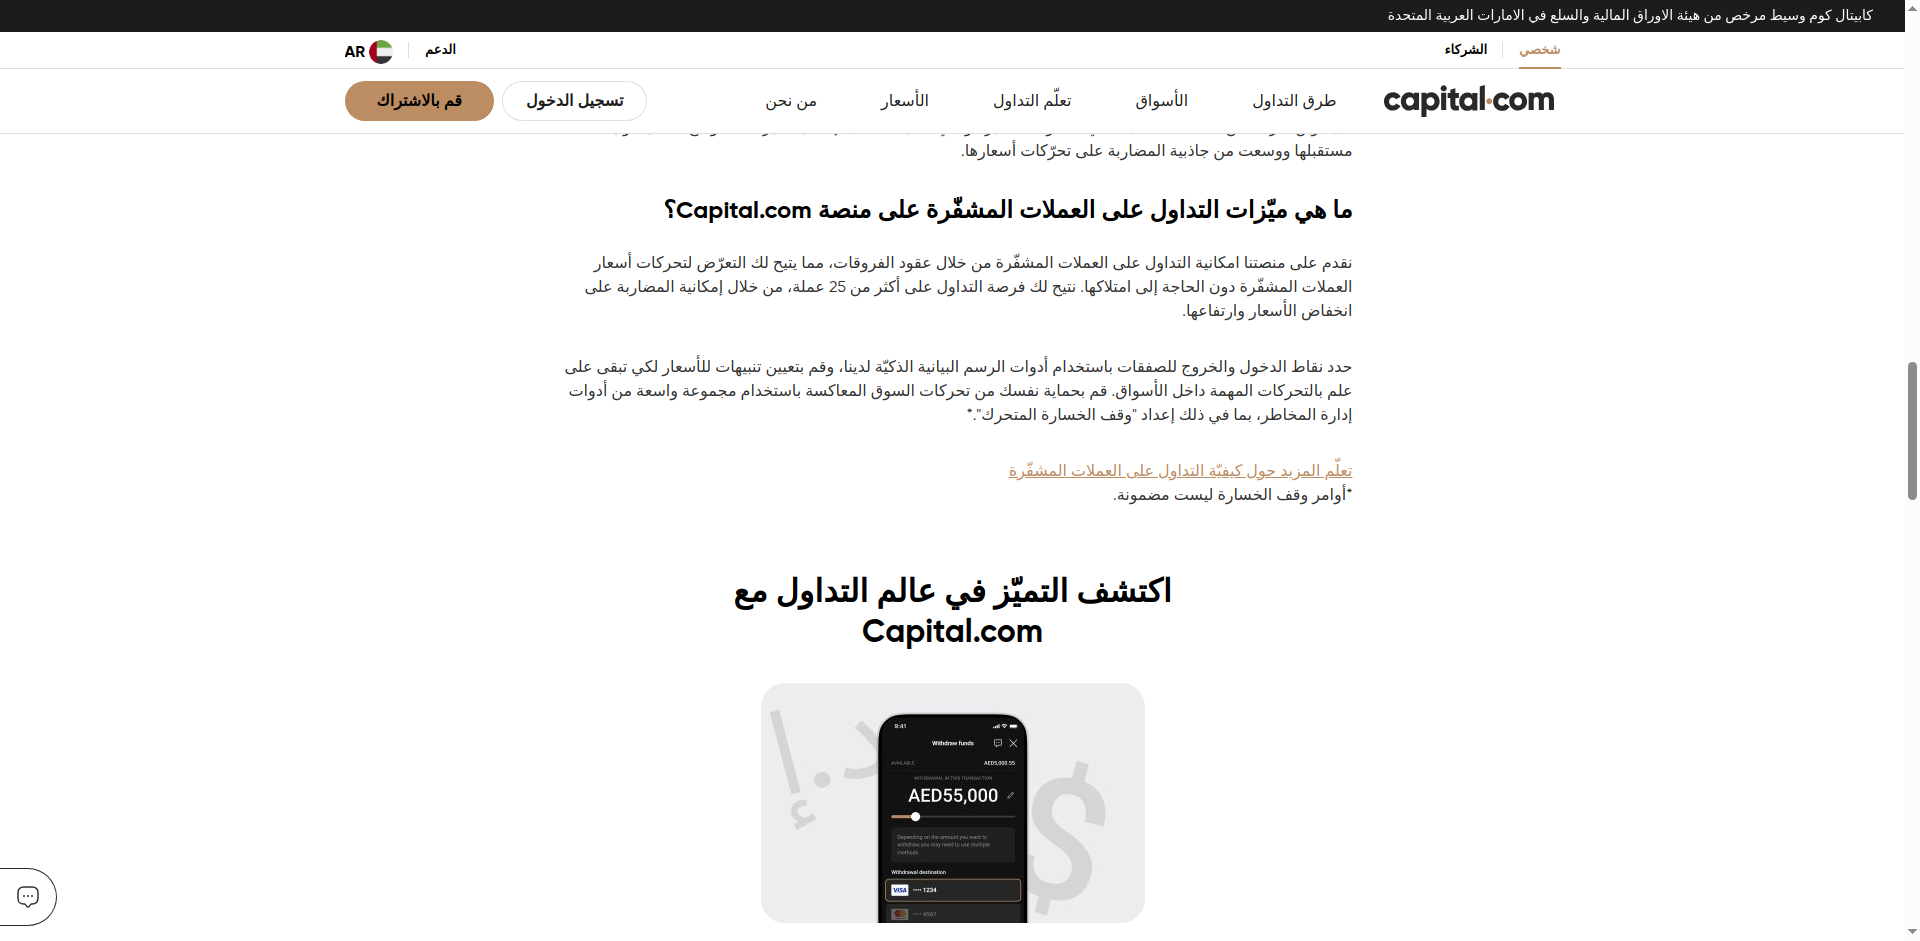 كابيتال كوم وسيط مرخص من هيئة الاوراق المالية والسلع في الامارات العربية المتحدة
شخصي
الشركاء
الدعم
AR
capital.com
طرق التداول
الأسواق
تعلّم التداول
الأسعار
من نحن
تسجيل الدخول
قم بالاشتراك
مستقبلها ووسعت من جاذبية المضاربة على تحرّكات أسعارها.
ما هي ميّزات التداول على العملات المشفّرة على منصة Capital.com؟
نقدم على منصتنا امكانية التداول على العملات المشفّرة من خلال عقود الفروقات، مما يتيح لك التعرّض لتحركات أسعار
العملات المشفّرة دون الحاجة إلى امتلاكها. نتيح لك فرصة التداول على أكثر من 25 عملة، من خلال إمكانية المضاربة على
انخفاض الأسعار وارتفاعها.
حدد نقاط الدخول والخروج للصفقات باستخدام أدوات الرسم البيانية الذكيّة لدينا، وقم بتعيين تنبيهات للأسعار لكي تبقى على
علم بالتحركات المهمة داخل الأسواق. قم بحماية نفسك من تحركات السوق المعاكسة باستخدام مجموعة واسعة من أدوات
إدارة المخاطر، بما في ذلك إعداد "وقف الخسارة المتحرك".*
تعلّم المزيد حول كيفيّة التداول على العملات المشفّرة
*أوامر وقف الخسارة ليست مضمونة.
اكتشف التميّز في عالم التداول مع
Capital.com
د.إ
$
9:41
Withdraw funds
AVAILABLE
AED5,000.55
WITHDRAWAL IN THIS TRANSACTION
AED55,000
Depending on the amount you want to
withdraw, you may need to use multiple
methods.
Withdrawal destination
VISA •••• 1234
•••• 4567